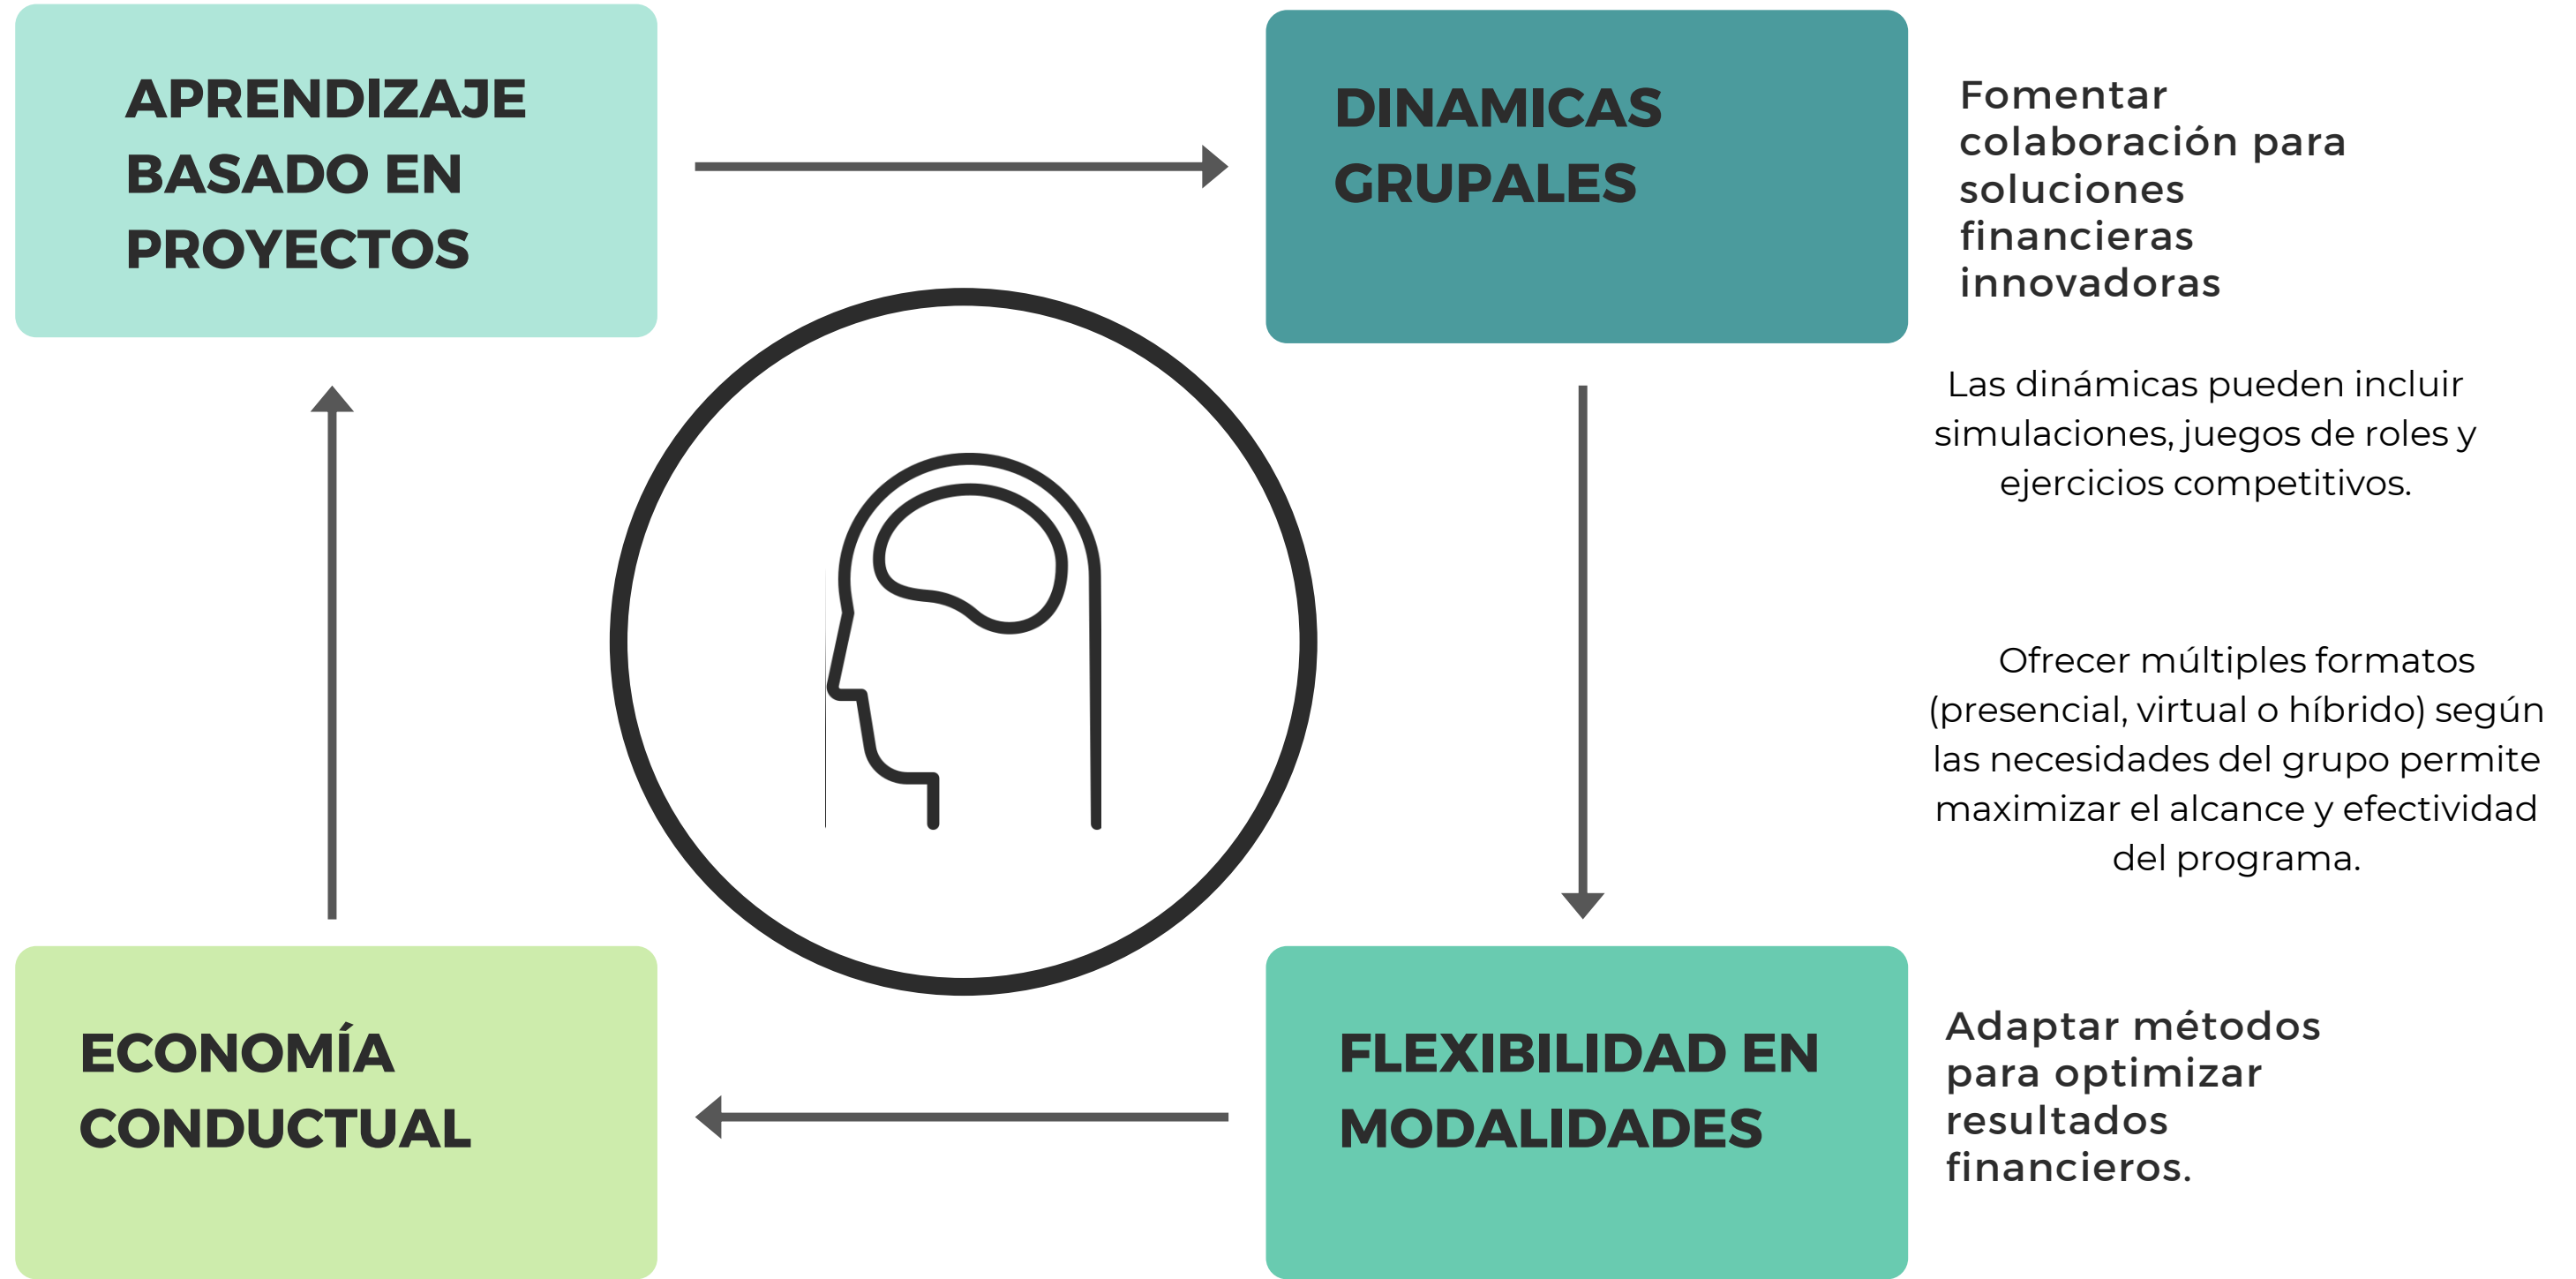 APRENDIZAJE
BASADO EN
PROYECTOS
DINAMICAS
GRUPALES
Fomentar
colaboración para
soluciones
financieras
innovadoras
Las dinámicas pueden incluir
simulaciones, juegos de roles y
ejercicios competitivos.
Ofrecer múltiples formatos
(presencial, virtual o híbrido) según
las necesidades del grupo permite
maximizar el alcance y efectividad
del programa.
ECONOMÍA
CONDUCTUAL
FLEXIBILIDAD EN
MODALIDADES
Adaptar métodos
para optimizar
resultados
financieros.